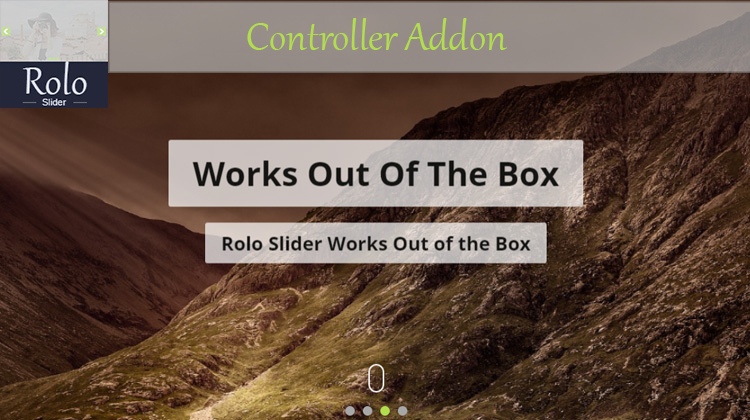 Controller Addon
Rolo
Slider
Works Out Of The Box
Rolo Slider Works Out of the Box